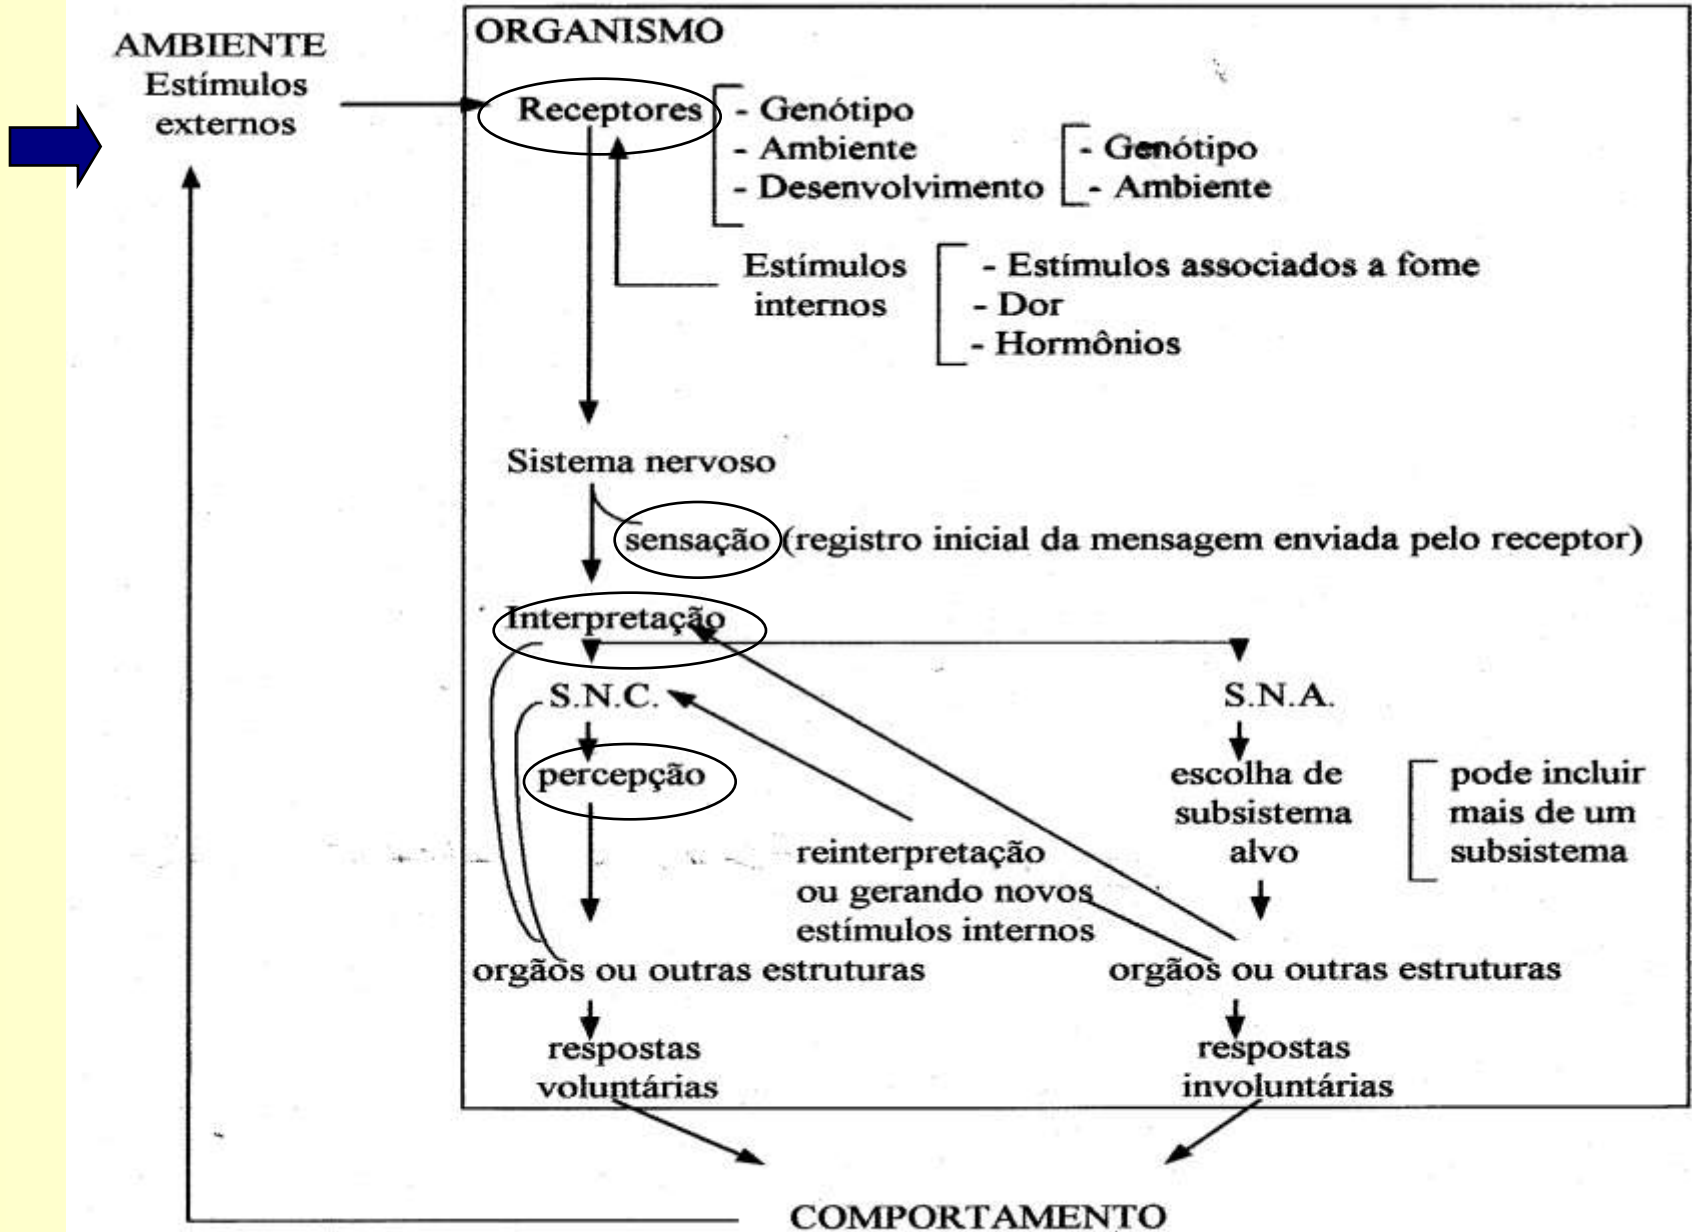 AMBIENTE
Estímulos
externos
ORGANISMO
Receptores
- Genótipo
- Ambiente
- Desenvolvimento
- Genótipo
- Ambiente
Estímulos
internos
- Estímulos associados a fome
- Dor
- Hormônios
Sistema nervoso
sensação (registro inicial da mensagem enviada pelo receptor)
Interpretação
S.N.C.
S.N.A.
percepção
escolha de
subsistema
alvo
pode incluir
mais de um
subsistema
reinterpretação
ou gerando novos
estímulos internos
orgãos ou outras estruturas
orgãos ou outras estruturas
respostas
voluntárias
respostas
involuntárias
COMPORTAMENTO